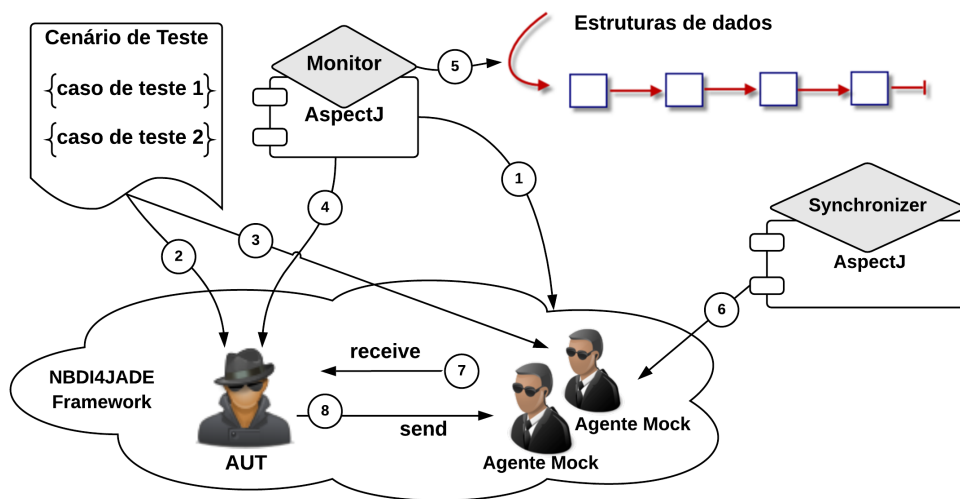 Cenário de Teste
{caso de teste 1}
{caso de teste 2}
Monitor
AspectJ
5
Estruturas de dados
1
4
3
2
Synchronizer
AspectJ
6
NBDI4JADE
Framework
receive
7
8
send
AUT
Agente Mock
Agente Mock